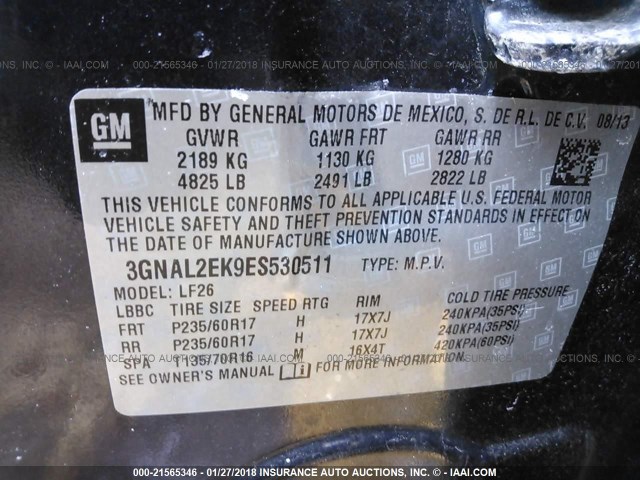 000-21565346 - 01/27/2018 INSURANCE AUTO AUCTIONS, INC. - IAAI.COM
GM
MFD BY GENERAL MOTORS DE MEXICO, S. DE R.L. DE C.V. 08/13
GVWR GAWR FRT GAWR RR
2189 KG 1130 KG 1280 KG
4825 LB 2491 LB 2822 LB
THIS VEHICLE CONFORMS TO ALL APPLICABLE U.S. FEDERAL MOTOR
VEHICLE SAFETY AND THEFT PREVENTION STANDARDS IN EFFECT ON
THE DATE OF MANUFACTURE SHOWN ABOVE.
3GNAL2EK9ES530511 TYPE: M.P.V.
MODEL: LF26
LBBC TIRE SIZE SPEED RTG RIM COLD TIRE PRESSURE
FRT P235/60R17 H 17X7J 240KPA(35PSI)
RR P235/60R17 H 17X7J 240KPA(35PSI)
SPA T135/70R16 M 16X4T 420KPA(60PSI)
SEE OWNER'S MANUAL FOR MORE INFORMATION.
000-21565346 - 01/27/2018 INSURANCE AUTO AUCTIONS, INC. - IAAI.COM